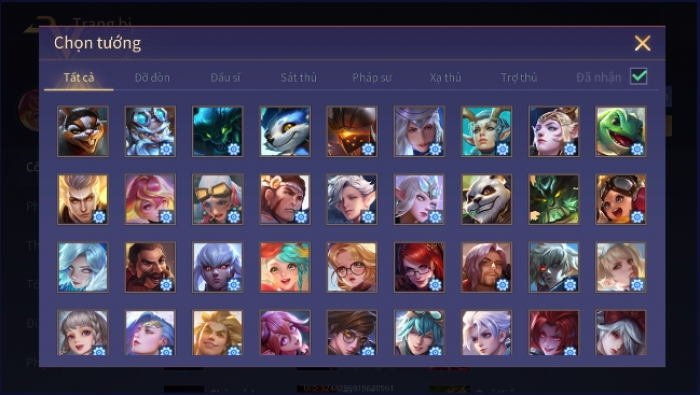 Trang bị
Chọn tướng
Tất cả
Đỡ đòn
Đấu sĩ
Sát thủ
Pháp sư
Xạ thủ
Trợ thủ
Đã nhận